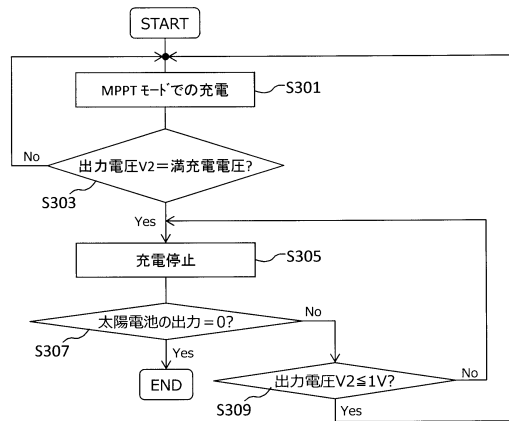 START
MPPTモードでの充電
S301
No
出力電圧V2＝満充電電圧?
S303
Yes
充電停止
S305
太陽電池の出力＝0?
No
S307
Yes
END
出力電圧V2≦1V?
No
S309
Yes